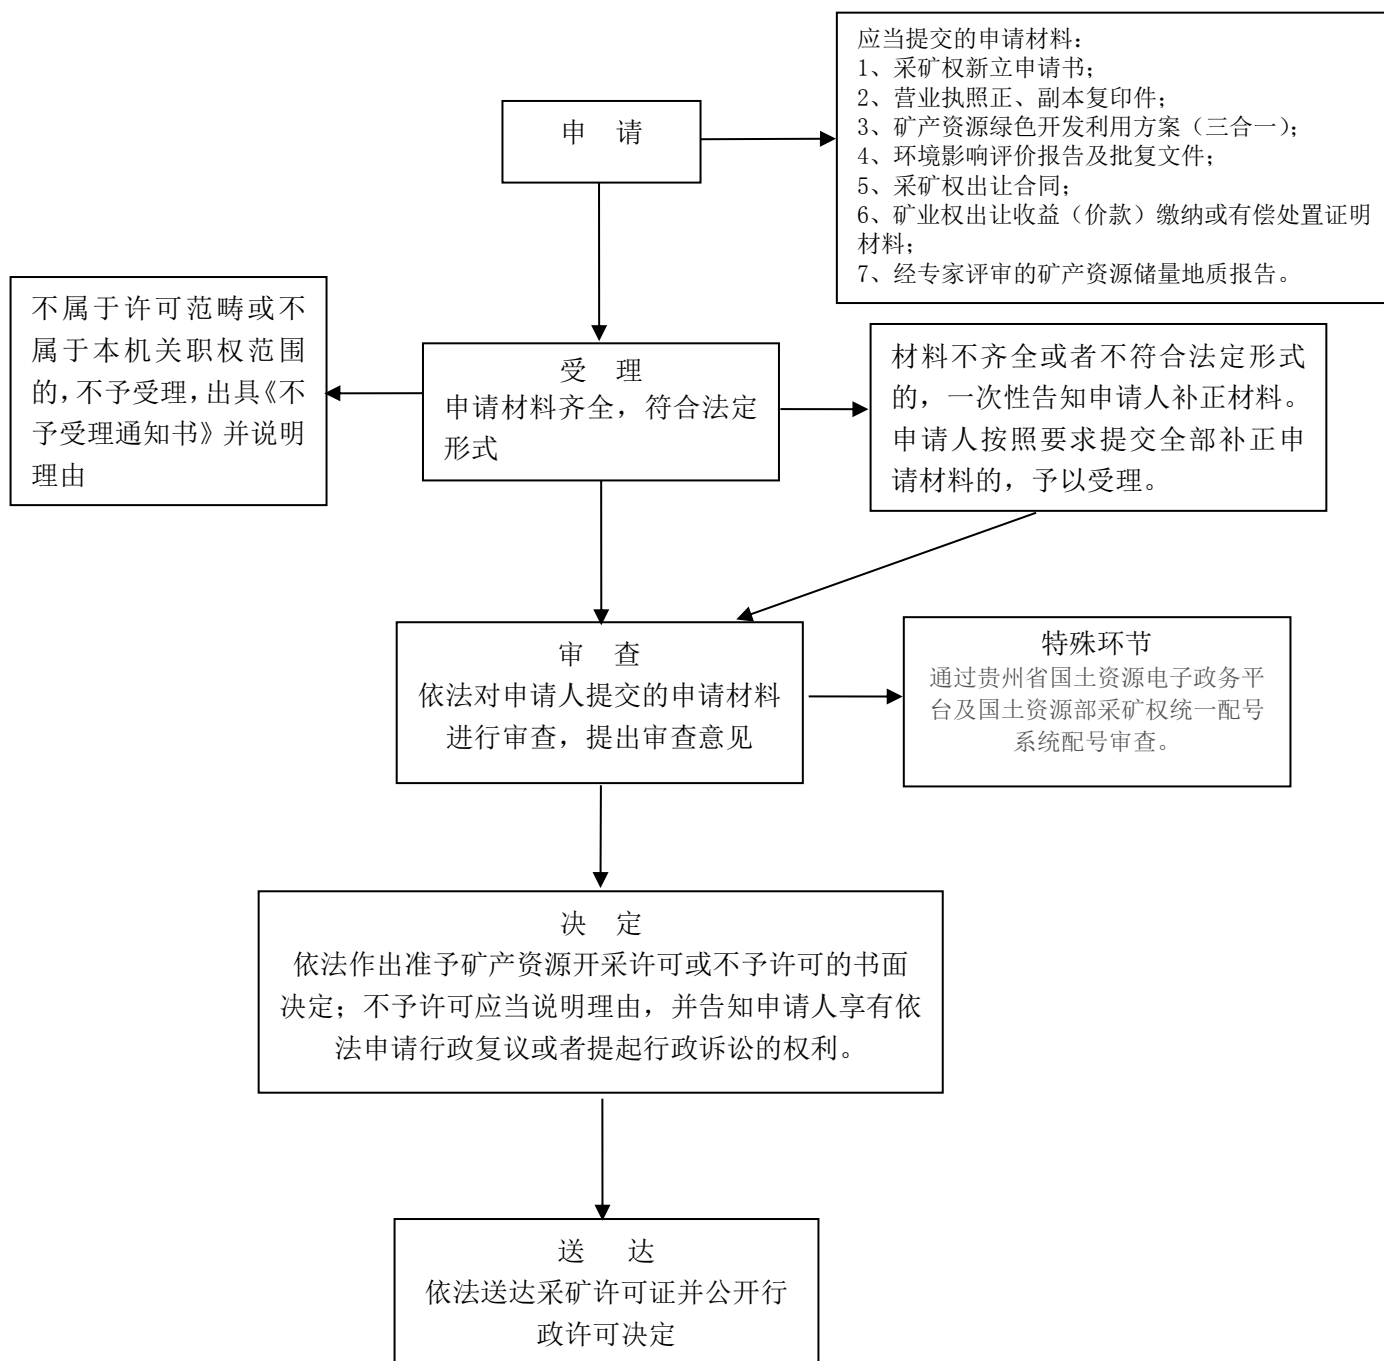 申 请
应当提交的申请材料:
1、采矿权新立申请书;
2、营业执照正、副本复印件;
3、矿产资源绿色开发利用方案（三合一）;
4、环境影响评价报告及批复文件;
5、采矿权出让合同;
6、矿业权出让收益（价款）缴纳或有偿处置证明
材料;
7、经专家评审的矿产资源储量地质报告。
不属于许可范畴或不
属于本机关职权范围
的，不予受理，出具《不
予受理通知书》并说明
理由
受 理
申请材料齐全，符合法定
形式
材料不齐全或者不符合法定形式
的，一次性告知申请人补正材料。
申请人按照要求提交全部补正申
请材料的，予以受理。
审 查
依法对申请人提交的申请材料
进行审查，提出审查意见
特殊环节
通过贵州省国土资源电子政务平
台及国土资源部采矿权统一配号
系统配号审查。
决 定
依法作出准予矿产资源开采许可或不予许可的书面
决定；不予许可应当说明理由，并告知申请人享有依
法申请行政复议或者提起行政诉讼的权利。
送 达
依法送达采矿许可证并公开行
政许可决定